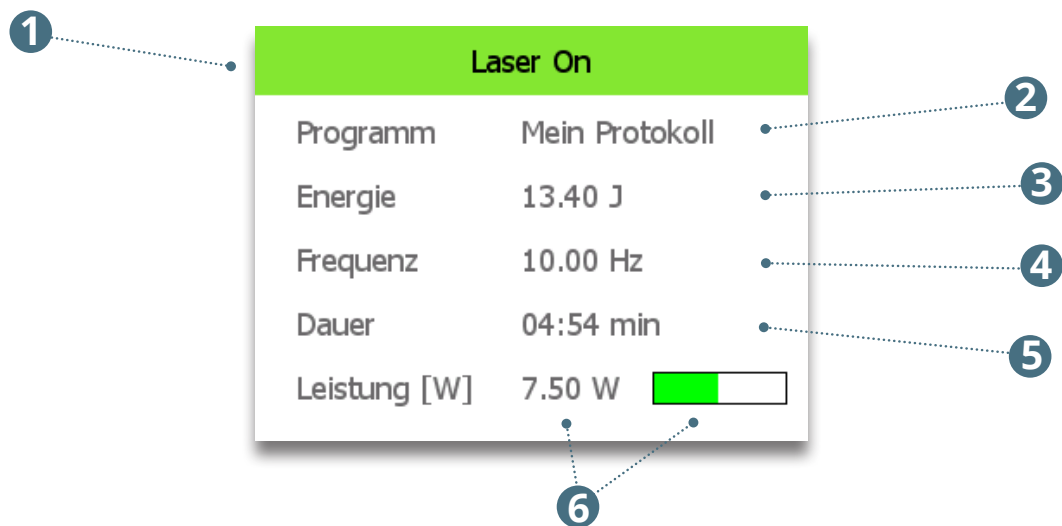 1
Laser On
2
Programm Mein Protokoll
3
Energie 13.40 J
4
Frequenz 10.00 Hz
5
Dauer 04:54 min
Leistung [W] 7.50 W
6